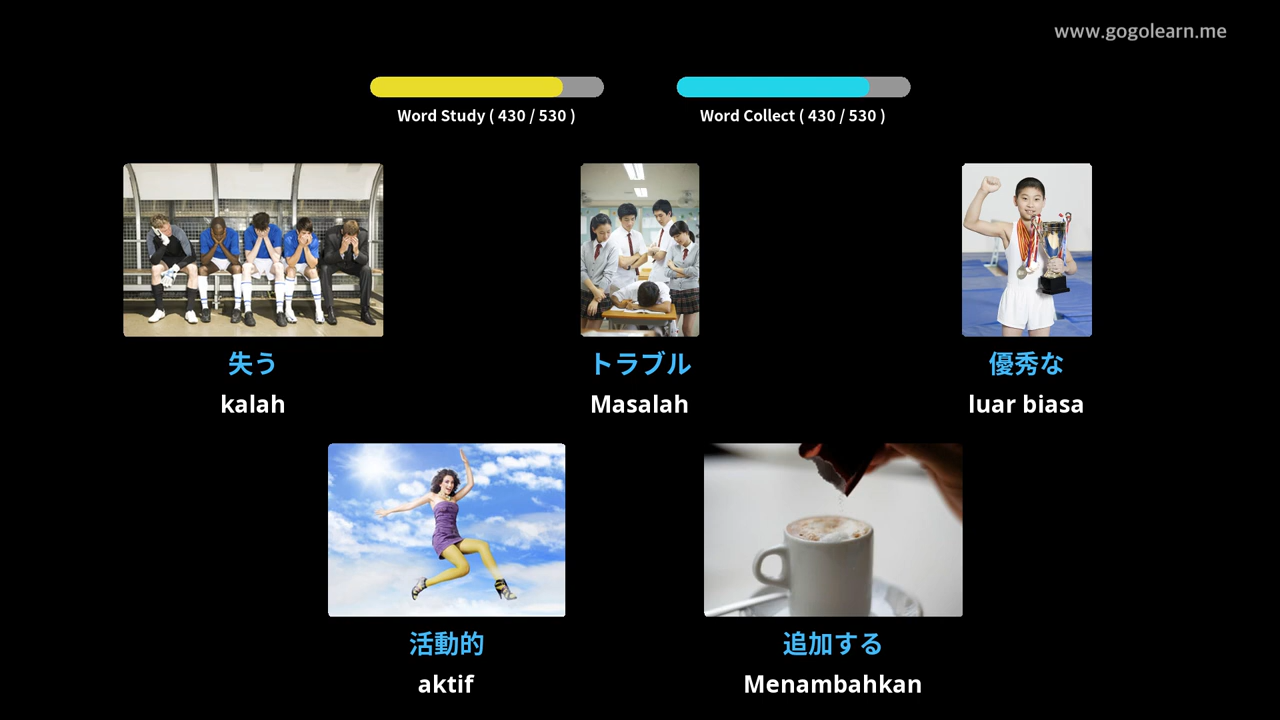 www.gogolearn.me
Word Study ( 430 / 530 )
Word Collect ( 430 / 530 )
失う
トラブル
優秀な
kalah
Masalah
luar biasa
活動的
追加する
aktif
Menambahkan